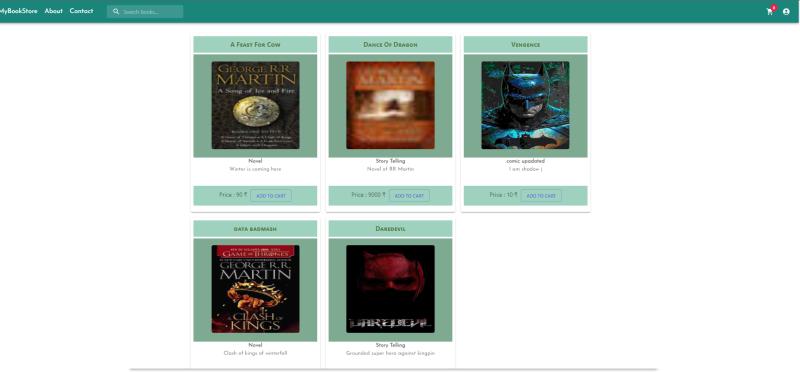 MyBookStore About Contact Search books...
A Feast For Cow
Dance Of Dragon
Vengence
GEORGE R.R.
MARTIN
A Song of Ice and Fire
Novel
Winter is coming here
Story Telling
Novel of RR Martin
comic upadated
I am shadow |
Price : 90 ₹ ADD TO CART
Price : 9000 ₹ ADD TO CART
Price : 10 ₹ ADD TO CART
DAYA BADMASH
Daredevil
GAME OF THRONES
GEORGE R.R.
MARTIN
A CLASH OF
KINGS
DAREDEVIL
Novel
Clash of kings of winterfell
Story Telling
Grounded super hero against kingpin